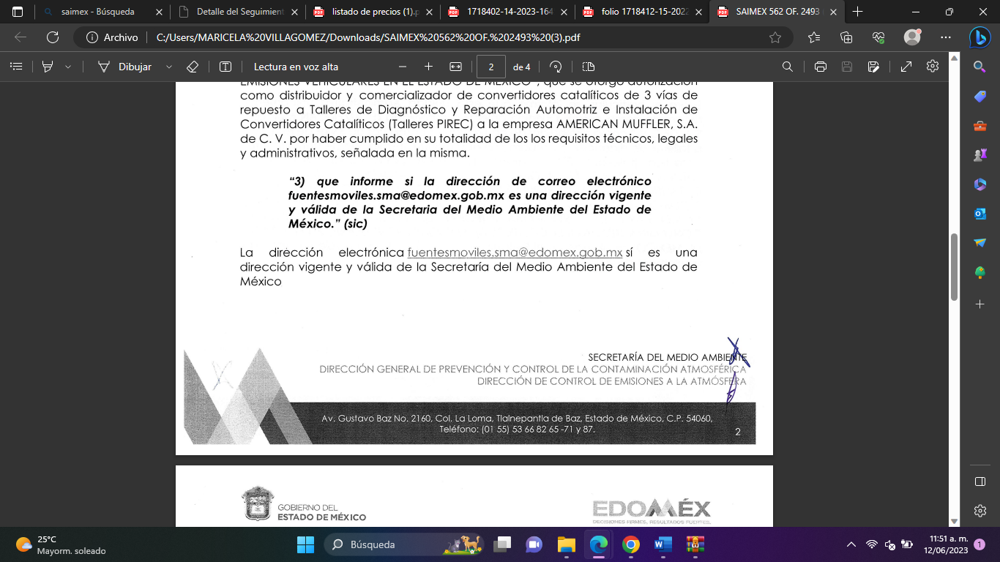 saimex - Búsqueda
Detalle del Seguimient
listado de precios (1).p
1718402-14-2023-164
folio 1718412-15-2022
SAIMEX 562 OF. 2493
Archivo
C:/Users/MARICELA%20VILLAGOMEZ/Downloads/SAIMEX%20562%20OF.%202493%20(3).pdf
Dibujar
Lectura en voz alta
2
de 4
EMISIONES VEHICULARES EN EL ESTADO DE MÉXICO", que se otorgó autorización
como distribuidor y comercializador de convertidores catalíticos de 3 vías de
repuesto a Talleres de Diagnóstico y Reparación Automotriz e Instalación de
Convertidores Catalíticos (Talleres PIREC) a la empresa AMERICAN MUFFLER, S.A.
de C. V. por haber cumplido en su totalidad de los los requisitos técnicos, legales
y administrativos, señalada en la misma.
“3) que informe si la dirección de correo electrónico
fuentesmoviles.sma@edomex.gob.mx es una dirección vigente
y válida de la Secretaria del Medio Ambiente del Estado de
México.” (sic)
La dirección electrónica fuentesmoviles.sma@edomex.gob.mx sí es una
dirección vigente y válida de la Secretaría del Medio Ambiente del Estado de
México
SECRETARÍA DEL MEDIO AMBIENTE
DIRECCIÓN GENERAL DE PREVENCIÓN Y CONTROL DE LA CONTAMINACIÓN ATMOSFÉRICA
DIRECCIÓN DE CONTROL DE EMISIONES A LA ATMÓSFERA
Av. Gustavo Baz No. 2160, Col. La Loma, Tlalnepantla de Baz, Estado de México, C.P. 54060,
Teléfono: (01 55) 53 66 82 65 -71 y 87.
2
GOBIERNO DEL
ESTADO DE MÉXICO
EDOMÉX
DECISIONES FIRMES, RESULTADOS FUERTES.
25°C
Mayorm. soleado
Búsqueda
11:51 a. m.
12/06/2023
1